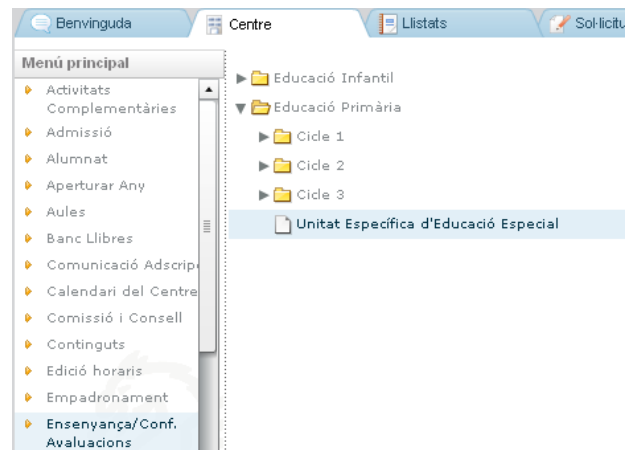 Benvinguda
Centre
Llistats
Sol·licitu
Menú principal
Activitats
Complementàries
Admissió
Alumnat
Aperturar Any
Aules
Banc Llibres
Comunicació Adscrip
Calendari del Centre
Comissió i Consell
Continguts
Edició horaris
Empadronament
Ensenyança/Conf.
Avaluacions
Educació Infantil
Educació Primària
Cicle 1
Cicle 2
Cicle 3
Unitat Específica d'Educació Especial